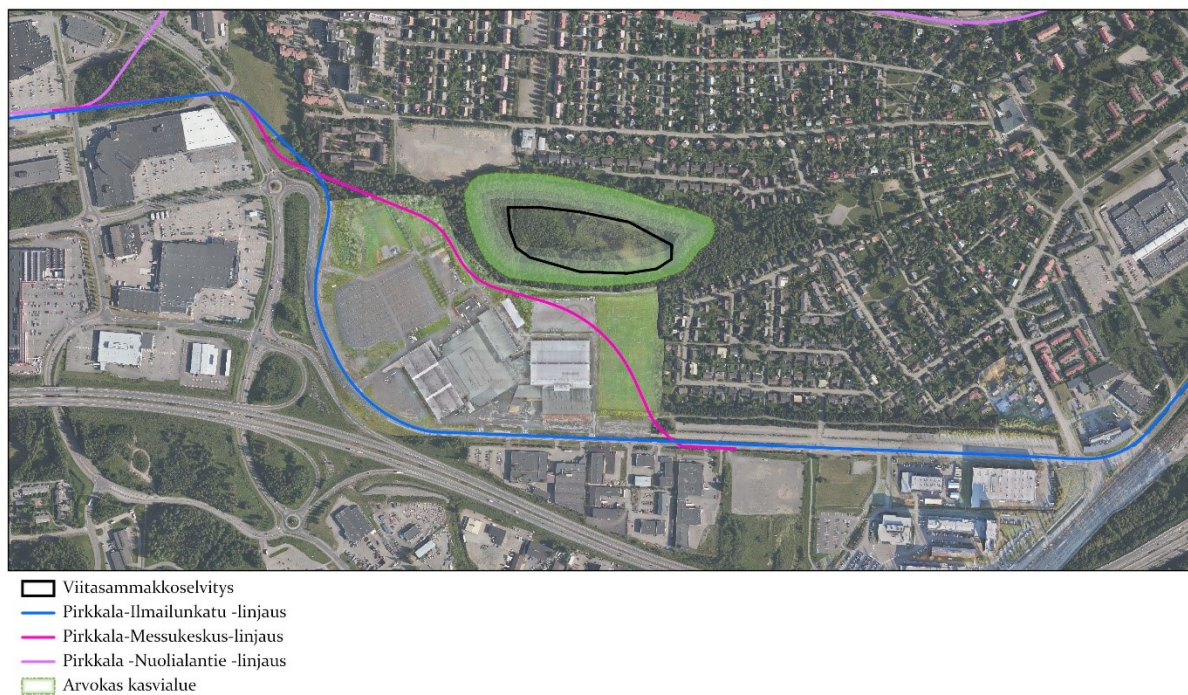 Viitasammakkoselvitys
Pirkkala-Ilmailunkatu -linjaus
Pirkkala-Messukeskus-linjaus
Pirkkala -Nuolialantie -linjaus
Arvokas kasvialue